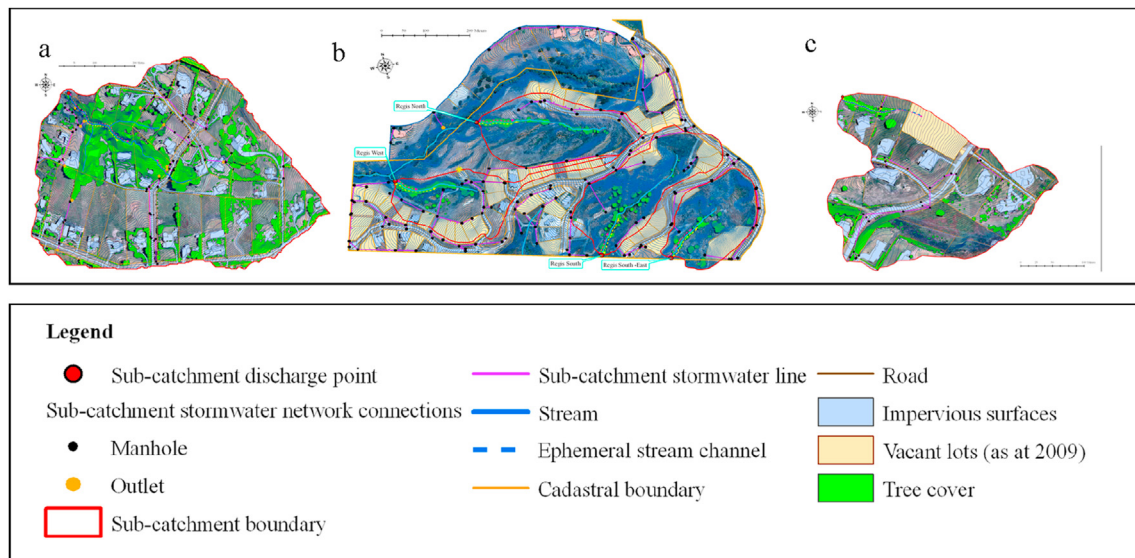 a
b
c
Regis South
Regis West
Regis South
Regis South -East
Legend
Sub-catchment discharge point
Sub-catchment stormwater network connections
Manhole
Outlet
Sub-catchment boundary
Sub-catchment stormwater line
Stream
Ephemeral stream channel
Cadastral boundary
Road
Impervious surfaces
Vacant lots (as at 2009)
Tree cover